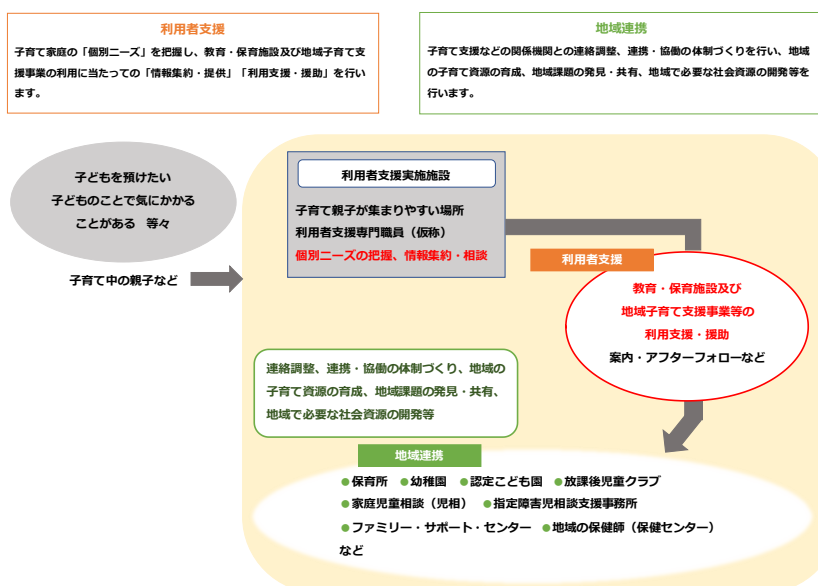 利用者支援
子育て家庭の「個別ニーズ」を把握し、教育・保育施設及び地域子育て支
援事業の利用に当たっての「情報集約・提供」「利用支援・援助」を行い
ます。
地域連携
子育て支援などの関係機関との連絡調整、連携・協働の体制づくりを行い、地域
の子育て資源の育成、地域課題の発見・共有、地域で必要な社会資源の開発等を
行います。
子どもを預けたい
子どものことで気にかかる
ことがある　等々
子育て中の親子など
利用者支援実施施設
子育て親子が集まりやすい場所
利用者支援専門職員（仮称）
個別ニーズの把握、情報集約・相談
利用者支援
教育・保育施設及び
地域子育て支援事業等の
利用支援・援助
案内・アフターフォローなど
連絡調整、連携・協働の体制づくり、地域の
子育て資源の育成、地域課題の発見・共有、
地域で必要な社会資源の開発等
地域連携
●保育所　●幼稚園　●認定こども園　●放課後児童クラブ
●家庭児童相談（児相）　●指定障害児相談支援事務所
●ファミリー・サポート・センター　●地域の保健師（保健センター）
など